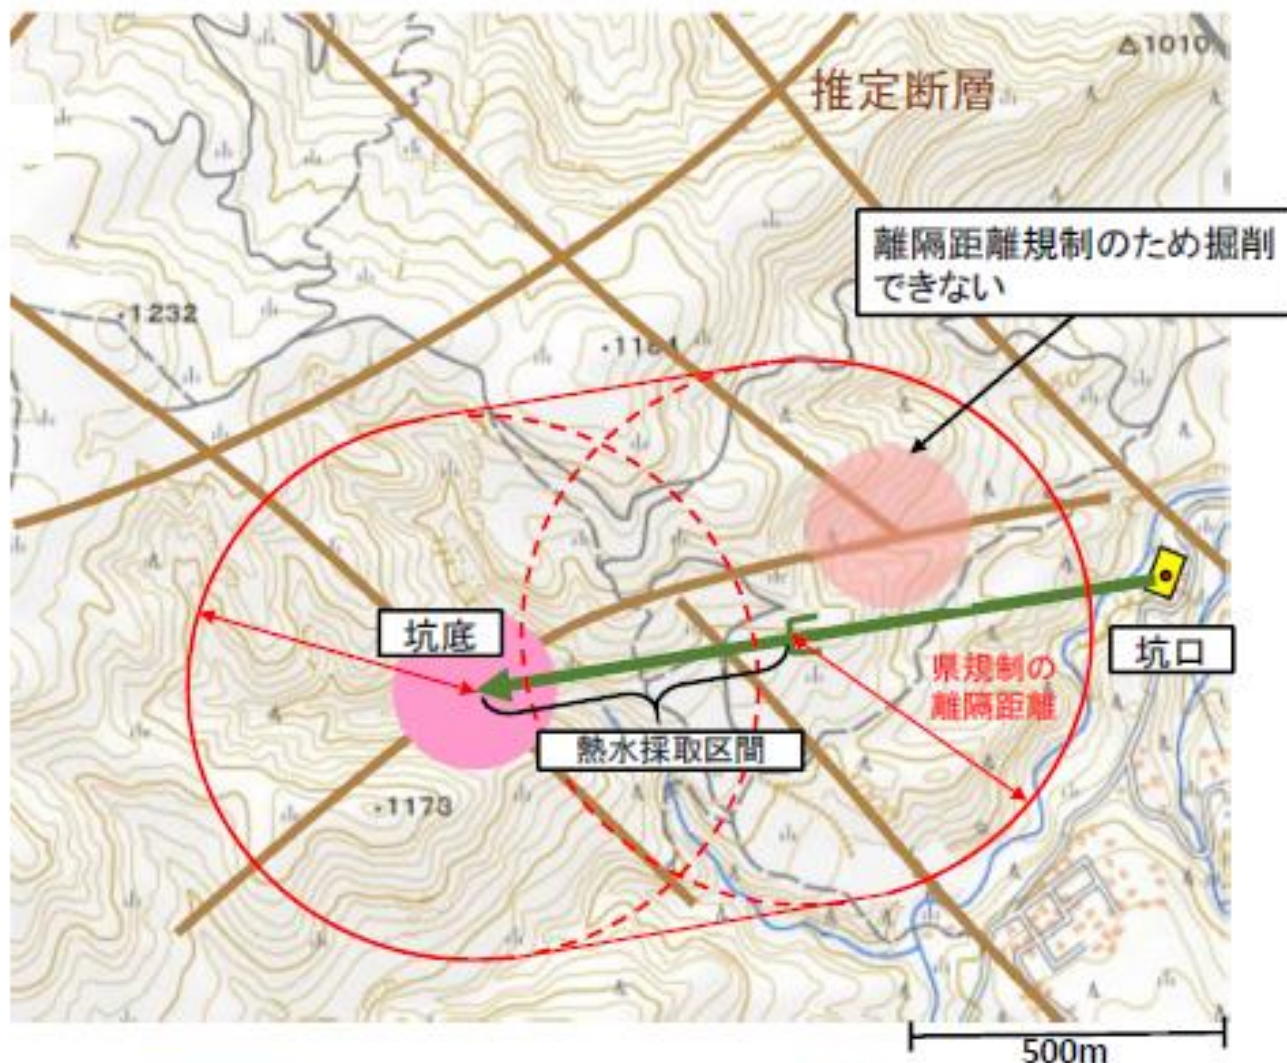 △1010
推定断層
離隔距離規制のため掘削
できない
・1232
・1184
坑底
坑口
県規制の
離隔距離
熱水採取区間
・1173
500m